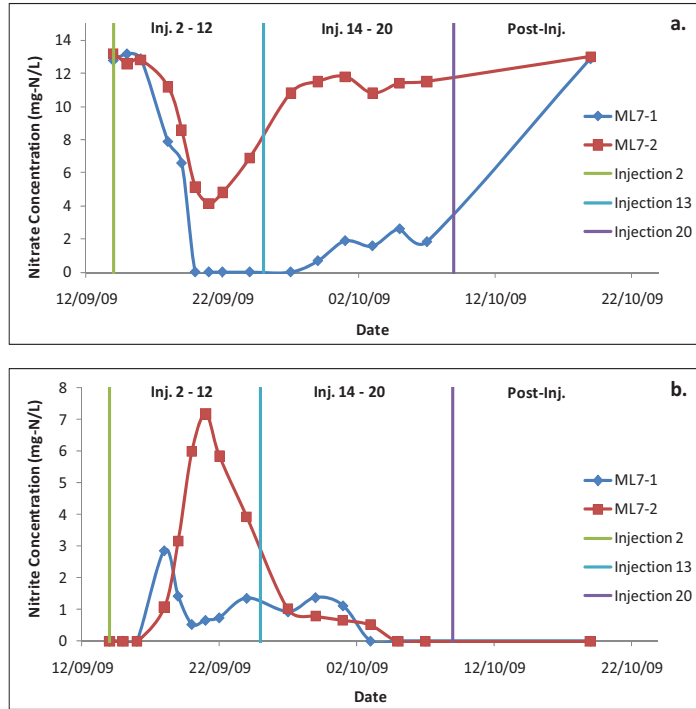 Inj. 2 - 12 Inj. 14 - 20 Post-Inj. a.
Nitrate Concentration (mg-N/L)
14
12
10
8
6
4
2
0
12/09/09 22/09/09 02/10/09 12/10/09 22/10/09
Date
ML7-1
ML7-2
Injection 2
Injection 13
Injection 20
Inj. 2 - 12 Inj. 14 - 20 Post-Inj. b.
Nitrite Concentration (mg-N/L)
8
7
6
5
4
3
2
1
0
12/09/09 22/09/09 02/10/09 12/10/09 22/10/09
Date
ML7-1
ML7-2
Injection 2
Injection 13
Injection 20